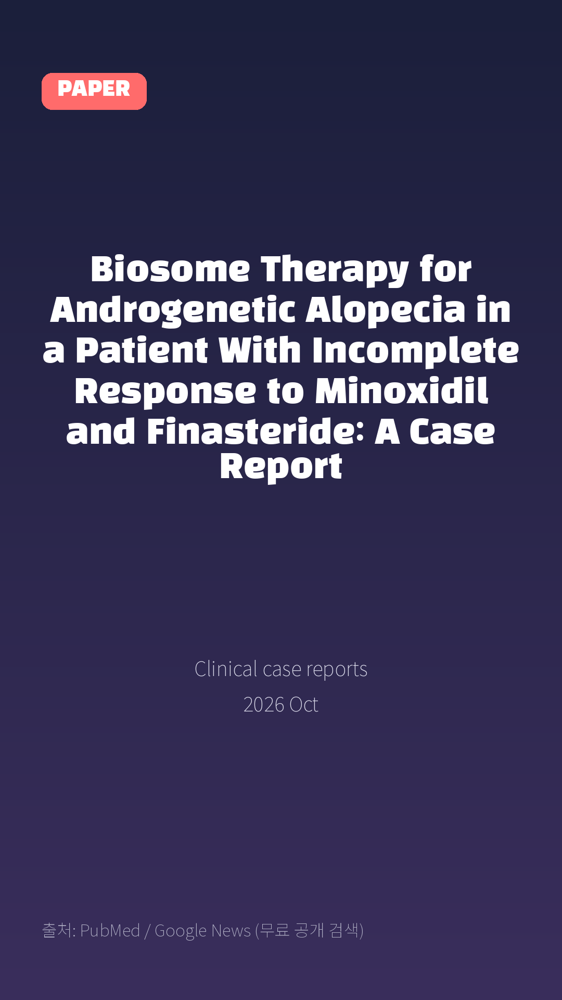 PAPER
Biosome Therapy for
Androgenetic Alopecia in
a Patient With Incomplete
Response to Minoxidil
and Finasteride: A Case
Report
Clinical case reports
2026 Oct
출처: PubMed / Google News (무료 공개 검색)